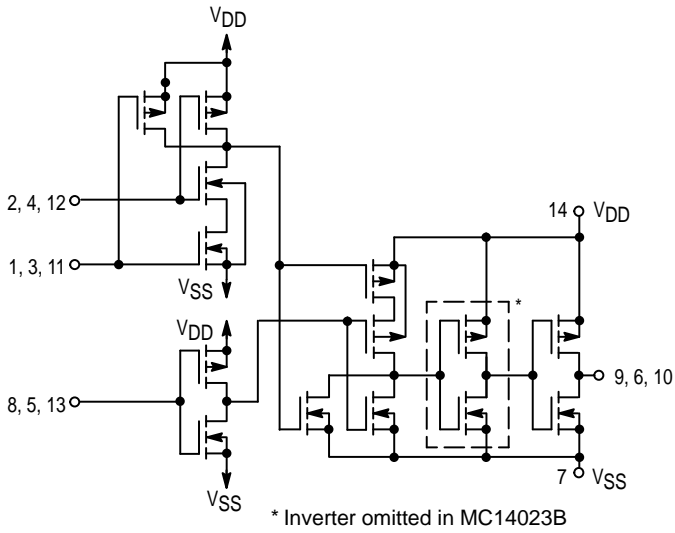 VDD
2, 4, 12
1, 3, 11
VSS
14 VDD
*
VDD
8, 5, 13
9, 6, 10
VSS
7 VSS
* Inverter omitted in MC14023B